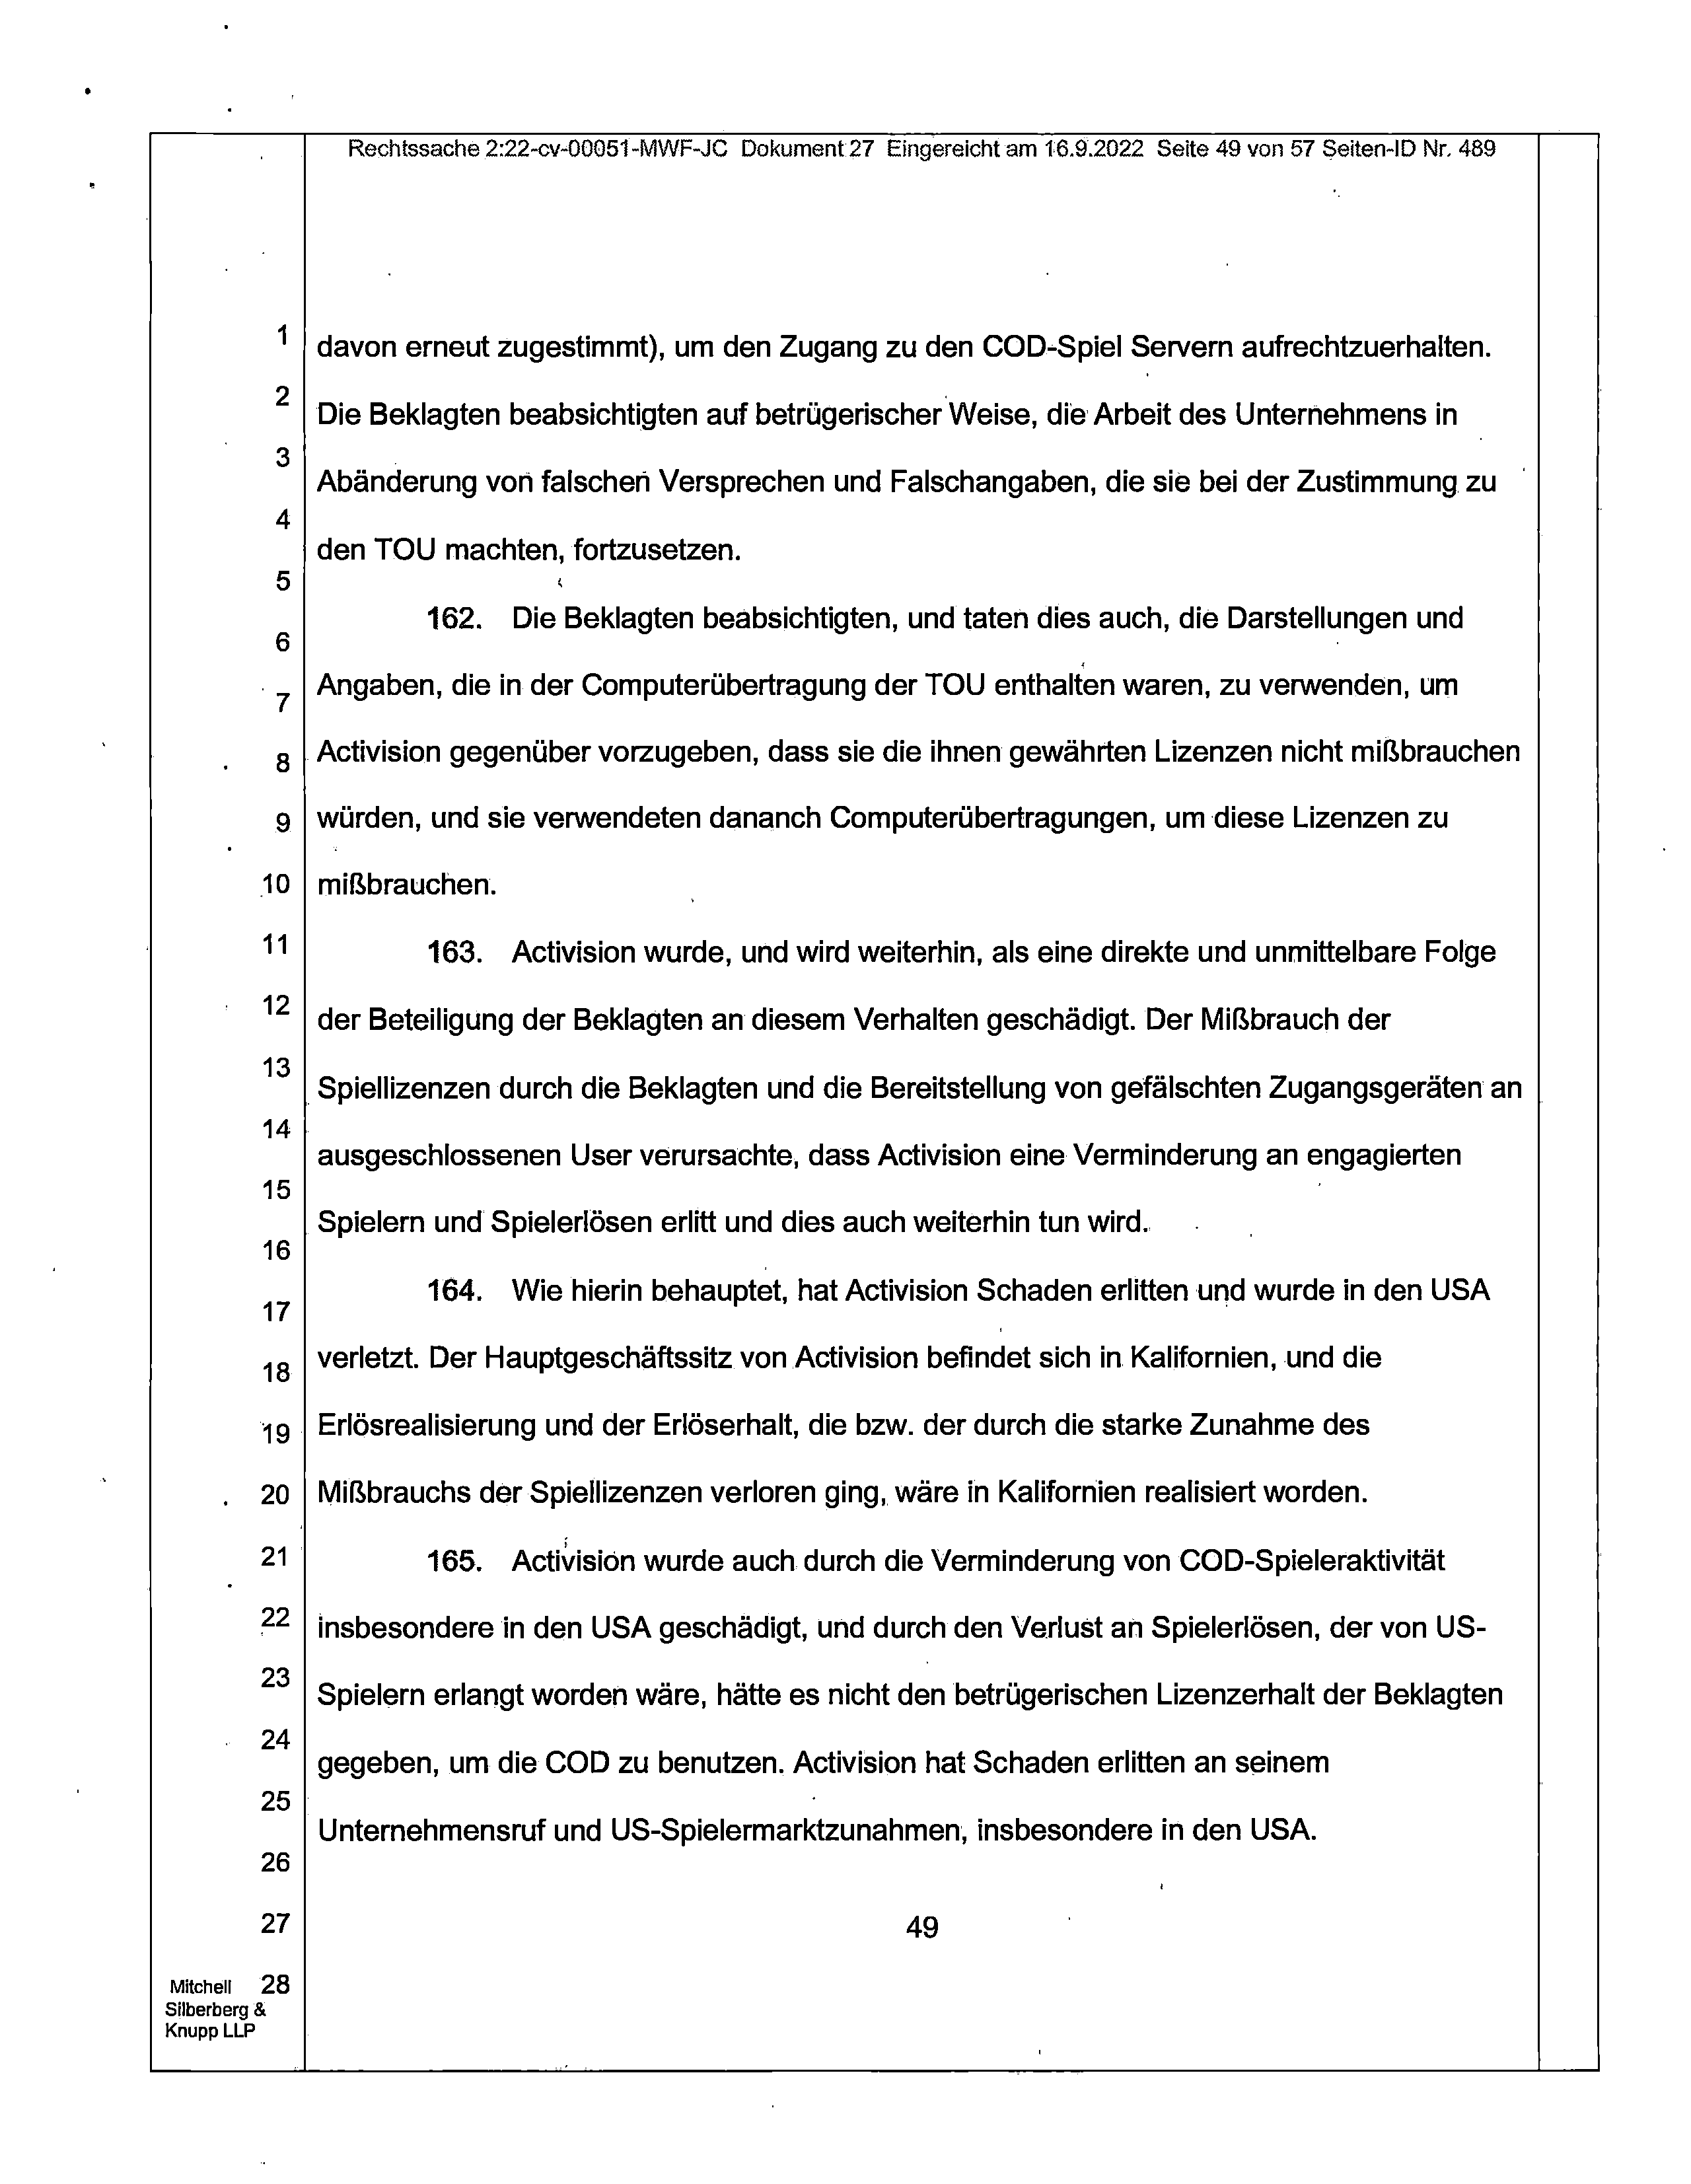 Rechtssache 2:22-cv-00051-MWF-JC Dokument 27 Eingereicht am 16.9.2022 Seite 49 von 57 Seiten-ID Nr. 489
1 davon erneut zugestimmt), um den Zugang zu den COD-Spiel Servern aufrechtzuerhalten.
2 Die Beklagten beabsichtigten auf betrügerischer Weise, die Arbeit des Unternehmens in
3 Abänderung von falschen Versprechen und Falschangaben, die sie bei der Zustimmung zu
4 den TOU machten, fortzusetzen.
5
6 162. Die Beklagten beabsichtigten, und taten dies auch, die Darstellungen und
7 Angaben, die in der Computerübertragung der TOU enthalten waren, zu verwenden, um
8 Activision gegenüber vorzugeben, dass sie die ihnen gewährten Lizenzen nicht mißbrauchen
9 würden, und sie verwendeten dananch Computerübertragungen, um diese Lizenzen zu
10 mißbrauchen.
11 163. Activision wurde, und wird weiterhin, als eine direkte und unmittelbare Folge
12 der Beteiligung der Beklagten an diesem Verhalten geschädigt. Der Mißbrauch der
13 Spiellizenzen durch die Beklagten und die Bereitstellung von gefälschten Zugangsgeräten an
14 ausgeschlossenen User verursachte, dass Activision eine Verminderung an engagierten
15 Spielern und Spielerlösen erlitt und dies auch weiterhin tun wird.
16
17 164. Wie hierin behauptet, hat Activision Schaden erlitten und wurde in den USA
18 verletzt. Der Hauptgeschäftssitz von Activision befindet sich in Kalifornien, und die
19 Erlösrealisierung und der Erlöserhalt, die bzw. der durch die starke Zunahme des
20 Mißbrauchs der Spiellizenzen verloren ging, wäre in Kalifornien realisiert worden.
21 165. Activision wurde auch durch die Verminderung von COD-Spieleraktivität
22 insbesondere in den USA geschädigt, und durch den Verlust an Spielerlösen, der von US-
23 Spielern erlangt worden wäre, hätte es nicht den betrügerischen Lizenzerhalt der Beklagten
24 gegeben, um die COD zu benutzen. Activision hat Schaden erlitten an seinem
25 Unternehmensruf und US-Spielermarktzunahmen, insbesondere in den USA.
26
27 49
Mitchell 28
Silberberg &
Knupp LLP